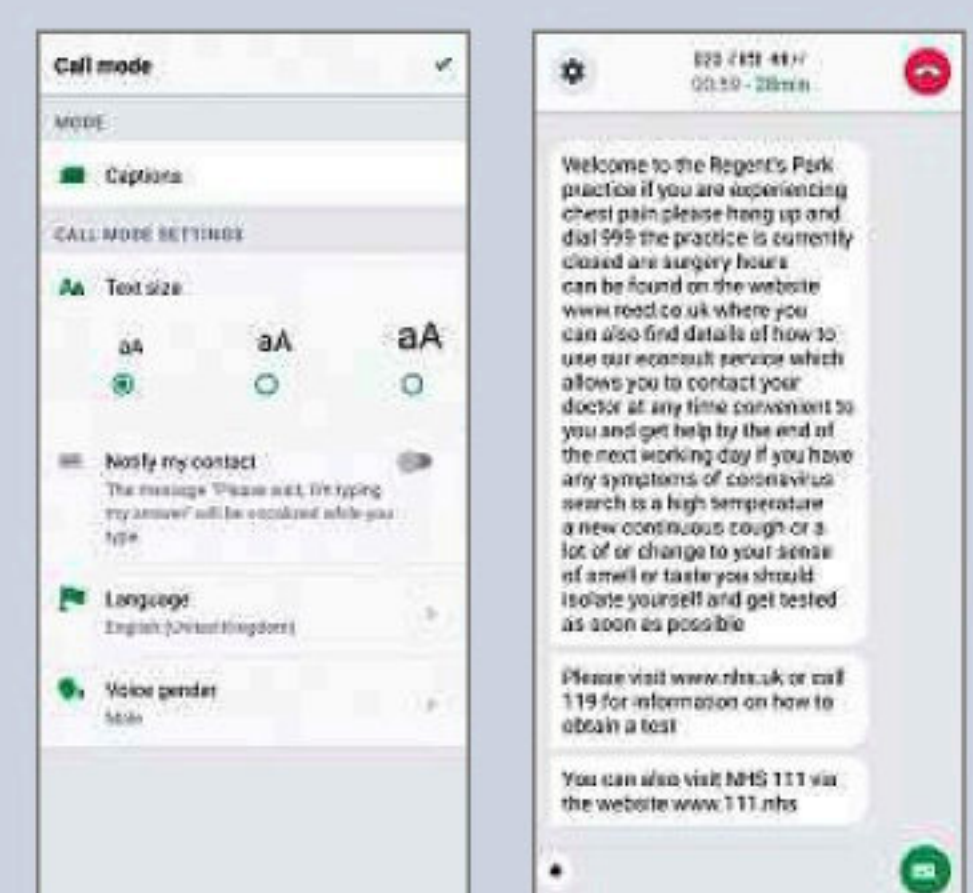 Call mode
MODE
Captions
CALL MODE SETTINGS
Aa Text size
aA aA aA
Notify my contact
The message "Please wait, I'm typing
my answer" will be vocalized while you
type.
Language
English (United Kingdom)
Voice gender
Male
00:59 - 28min
Welcome to the Regent's Park
practice if you are experiencing
chest pain please hang up and
dial 999 the practice is currently
closed are surgery hours
can be found on the website
www.reed.co.uk where you
can also find details of how to
use our econsult service which
allows you to contact your
doctor at any time convenient to
you and get help by the end of
the next working day if you have
any symptoms of coronavirus
search is a high temperature
a new continuous cough or a
lot of or change to your sense
of smell or taste you should
isolate yourself and get tested
as soon as possible
Please visit www.nhs.uk or call
119 for information on how to
obtain a test
You can also visit NHS 111 via
the website www.111.nhs